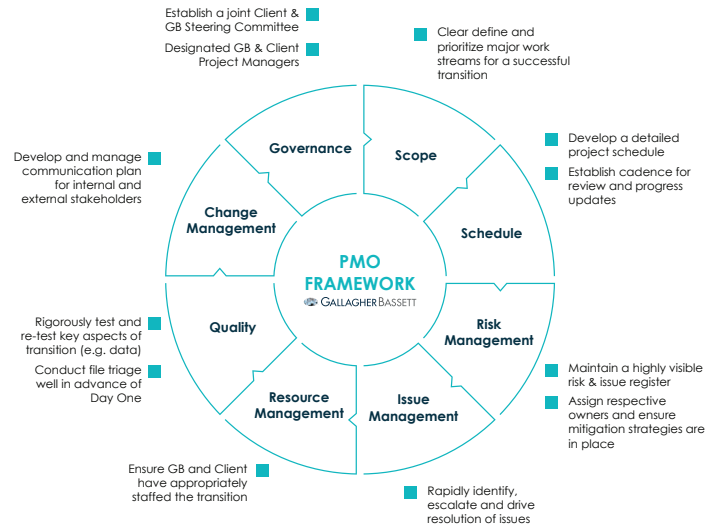 Establish a joint Client &
GB Steering Committee
Designated GB & Client
Project Managers
Clear define and
prioritize major work
streams for a successful
transition
Governance
Scope
Develop a detailed
project schedule
Establish cadence for
review and progress
updates
Develop and manage
communication plan
for internal and
external stakeholders
Change
Management
Schedule
PMO
FRAMEWORK
GALLAGHER BASSETT
Quality
Risk
Management
Rigorously test and
re-test key aspects of
transition (e.g. data)
Conduct file triage
well in advance of
Day One
Maintain a highly visible
risk & issue register
Assign respective
owners and ensure
mitigation strategies are
in place
Resource
Management
Issue
Management
Ensure GB and Client
have appropriately
staffed the transition
Rapidly identify,
escalate and drive
resolution of issues